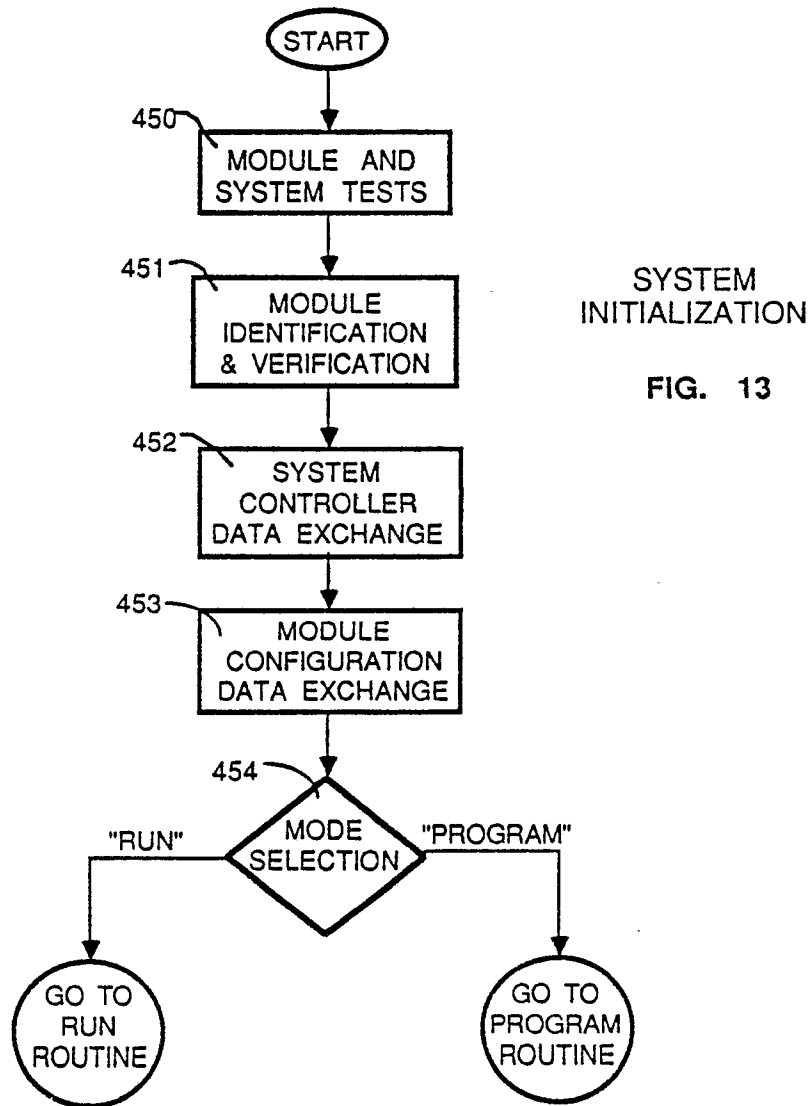 START
450
MODULE AND
SYSTEM TESTS
451
MODULE
IDENTIFICATION
& VERIFICATION
SYSTEM
INITIALIZATION
FIG. 13
452
SYSTEM
CONTROLLER
DATA EXCHANGE
453
MODULE
CONFIGURATION
DATA EXCHANGE
454
MODE
SELECTION
"RUN"
"PROGRAM"
GO TO
RUN
ROUTINE
GO TO
PROGRAM
ROUTINE